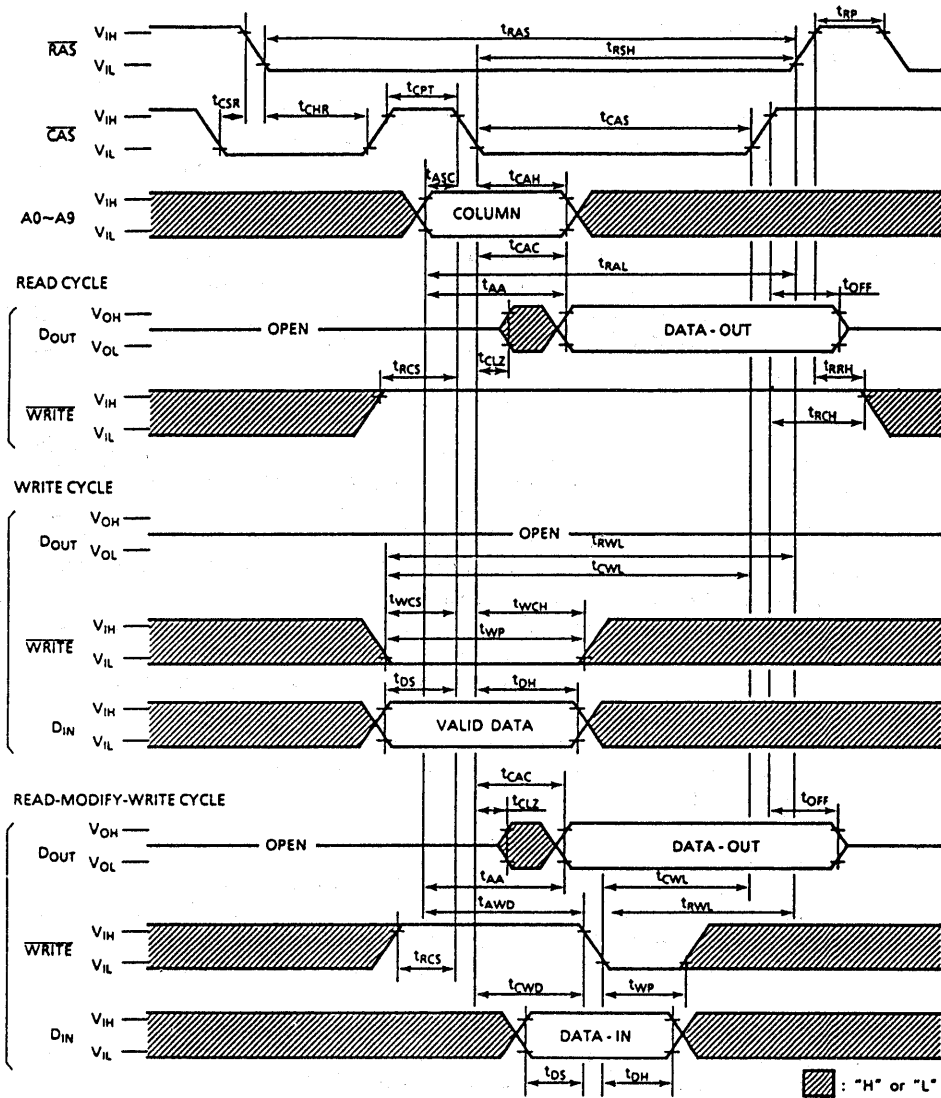 tRP
RAS VIH VIL tRAS
tRSH
tCPT
tCSR tCHR
CAS VIH VIL tCAS
tASC tCAH
A0~A9 VIH VIL COLUMN
tCAC
tRAL
READ CYCLE tAA tOFF
DOUT VOH VOL OPEN DATA - OUT
tCLZ
tRCS tRRH
WRITE VIH VIL tRCH
WRITE CYCLE
DOUT VOH VOL OPEN
tRWL
tCWL
tWCS tWCH
WRITE VIH VIL tWP
tDS tDH
DIN VIH VIL VALID DATA
tCAC
READ-MODIFY-WRITE CYCLE tCLZ tOFF
DOUT VOH VOL OPEN DATA - OUT
tAA tCWL
tAWD tRWL
WRITE VIH VIL
tRCS
tCWD tWP
DIN VIH VIL DATA - IN
tDS tDH
: "H" or "L"